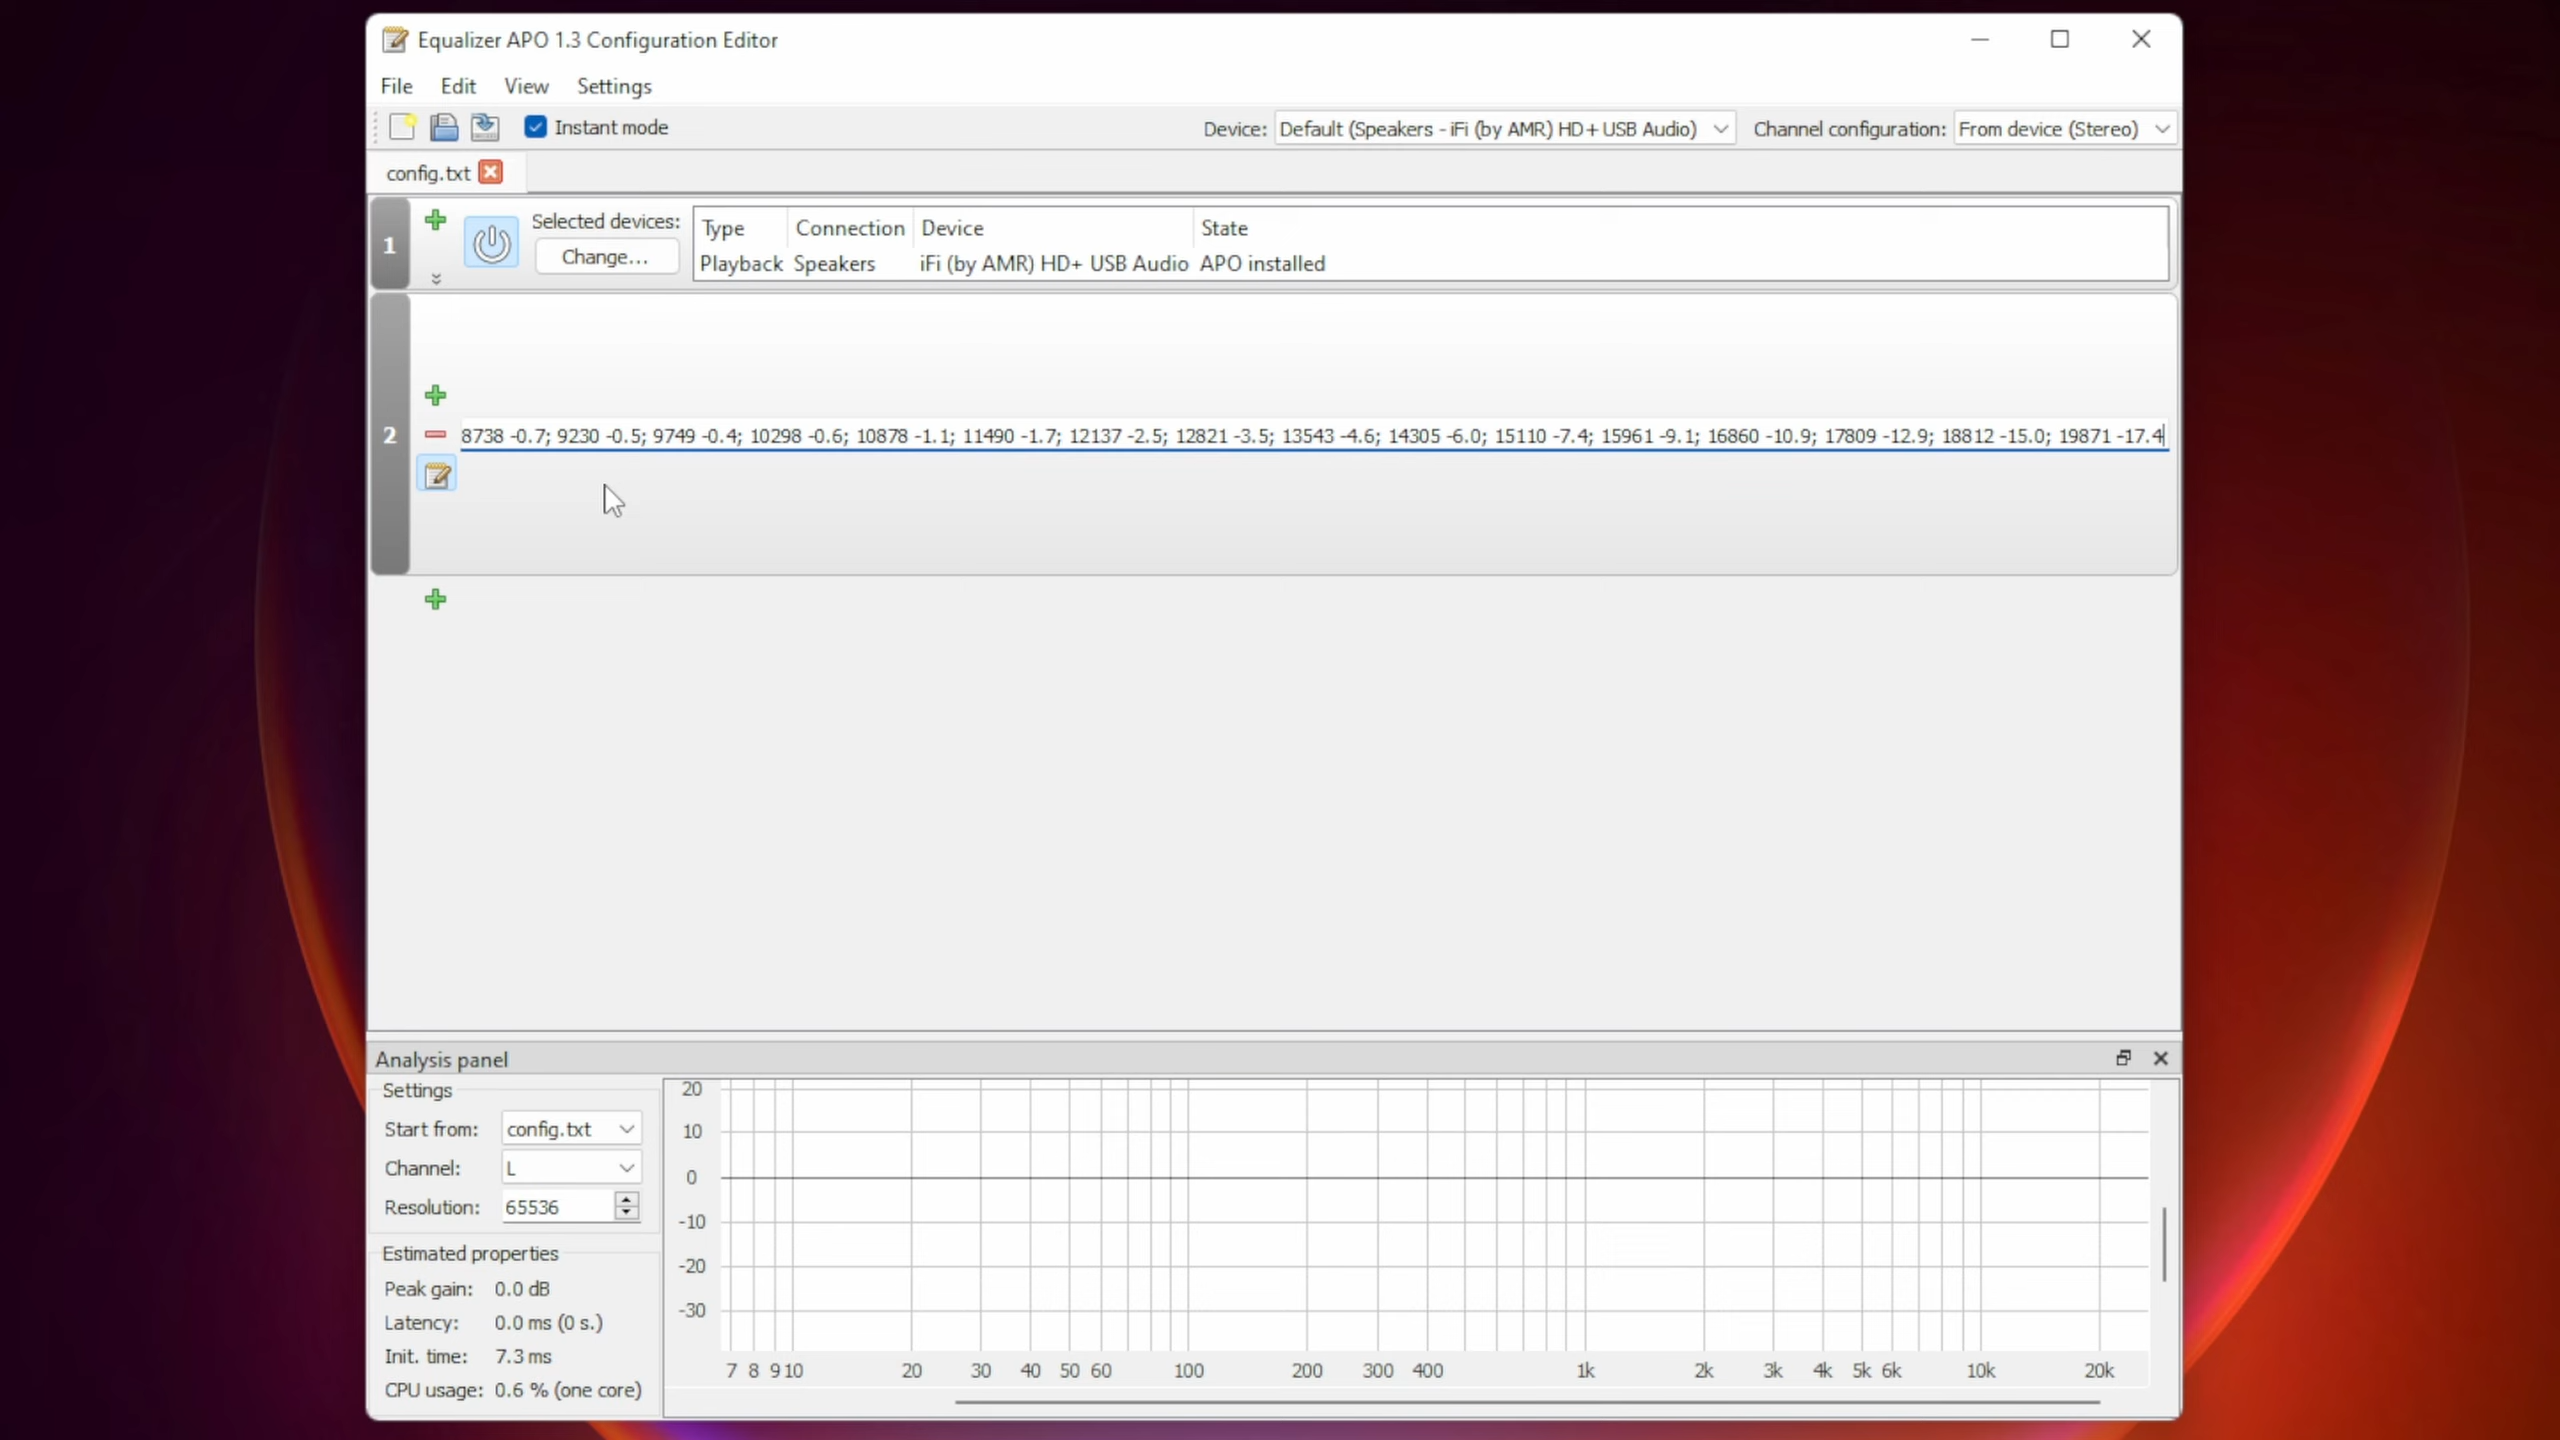 Equalizer APO 1.3 Configuration Editor
File Edit View Settings
Instant mode Device: Default (Speakers - iFi (by AMR) HD+ USB Audio) Channel configuration: From device (Stereo)
config.txt
1 Selected devices: Change...
Type Connection Device State
Playback Speakers iFi (by AMR) HD+ USB Audio APO installed
2 8738 -0.7; 9230 -0.5; 9749 -0.4; 10298 -0.6; 10878 -1.1; 11490 -1.7; 12137 -2.5; 12821 -3.5; 13543 -4.6; 14305 -6.0; 15110 -7.4; 15961 -9.1; 16860 -10.9; 17809 -12.9; 18812 -15.0; 19871 -17.4
Analysis panel
Settings
Start from: config.txt
Channel: L
Resolution: 65536
Estimated properties
Peak gain: 0.0 dB
Latency: 0.0 ms (0 s.)
Init. time: 7.3 ms
CPU usage: 0.6 % (one core)
20
10
0
-10
-20
-30
7 8 9 10 20 30 40 50 60 100 200 300 400 1k 2k 3k 4k 5k 6k 10k 20k